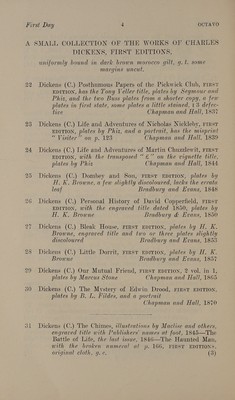 First Day 4 OCTAVO
A SMALL COLLECTION OF THE WORKS OF CHARLES
DICKENS, FIRST EDITIONS,
uniformly bound in dark brown morocco gilt, g. t. some
margins uncut.
22 Dickens (C.) Posthumous Papers of the Pickwick Club, FIRST
EDITION, has the Tony Veller title, plates by Seymour and
Phiz, and the two Buss plates from a shorter copy, a few
plates in first state, some plates a little stained, 1 3 defec-
tive Chapman and Hall, 1837
23 Dickens (C.) Life and Adventures of Nicholas Nickleby, FIRST
EDITION, plates by Phiz, and a portrait, has the misprint
"Visiter" on p. 123 Chapman and Hall, 1839
24 Dickens (C.) Life and Adventures of Martin Chuzzlewit, FIRST
EDITION, with the transposed "£" on the vignette title,
plates by Phiz Chapman and Hall, 1844
25 Dickens (C.) Dombey and Son, FIRST EDITION, plates by
H. K. Browne, a few slightly discoloured, lacks the errata
leaf Bradbury and Evans, 1848
26 Dickens (C.) Personal History of David Copperfield, FIRST
EDITION, with the engraved title dated 1850, plates by
H. K. Browne Bradbury & Evans, 1850
27 Dickens (C.) Bleak House, FIRST EDITION, plates by H. K.
Browne, engraved title and two or three plates slightly
discoloured Bradbury and Evans, 1853
28 Dickens (C.) Little Dorrit, FIRST EDITION, plates by H. K.
Browne Bradbury and Evans, 1857
29 Dickens (C.) Our Mutual Friend, FIRST EDITION, 2 vol. in 1,
plates by Marcus Stone Chapman and Hall, 1865
30 Dickens (C.) The Mystery of Edwin Drood, FIRST EDITION,
plates by S. L. Fildes, and a portrait
Chapman and Hall, 1870
31 Dickens (C.) The Chimes, illustrations by Maclise and others,
engraved title with Publishers' names at foot, 1845—The
Battle of Life, the last issue, 1846—The Haunted Man,
with the broken numeral at p. 166, FIRST EDITIONS,
original cloth, g. e. (3)